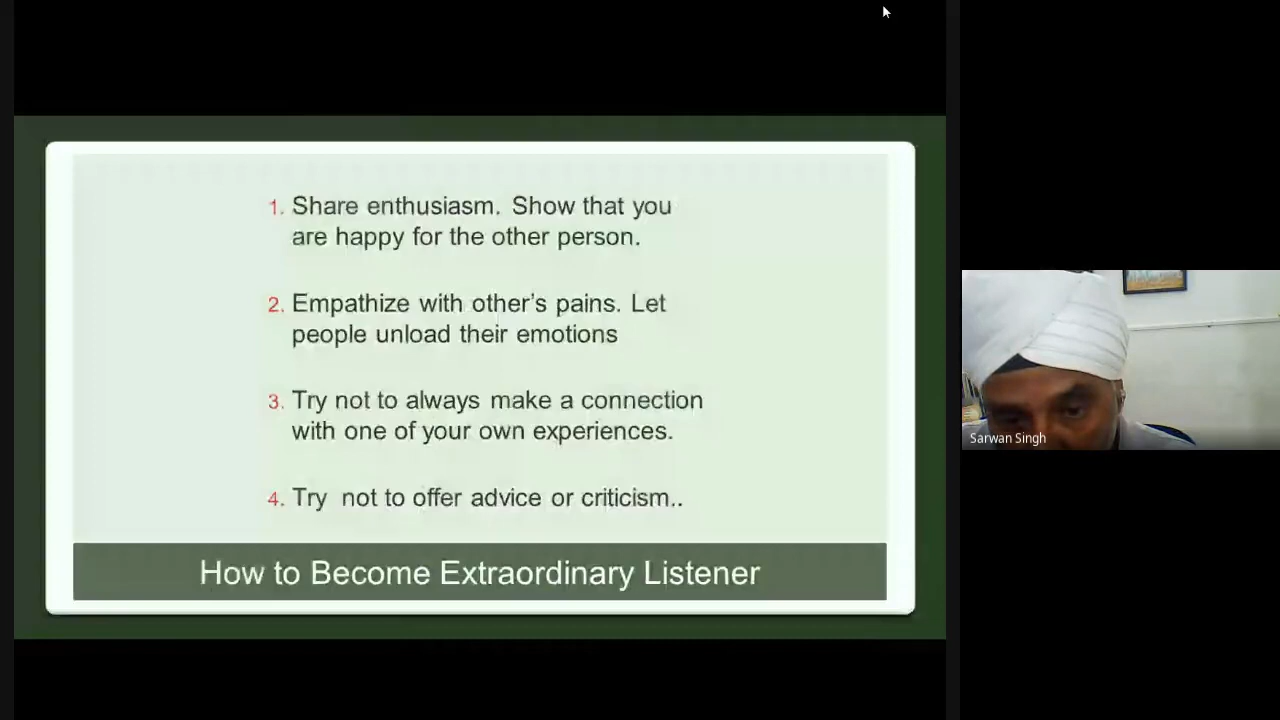 1. Share enthusiasm. Show that you
are happy for the other person.
2. Empathize with other’s pains. Let
people unload their emotions
3. Try not to always make a connection
with one of your own experiences.
4. Try not to offer advice or criticism..
How to Become Extraordinary Listener
Sarwan Singh